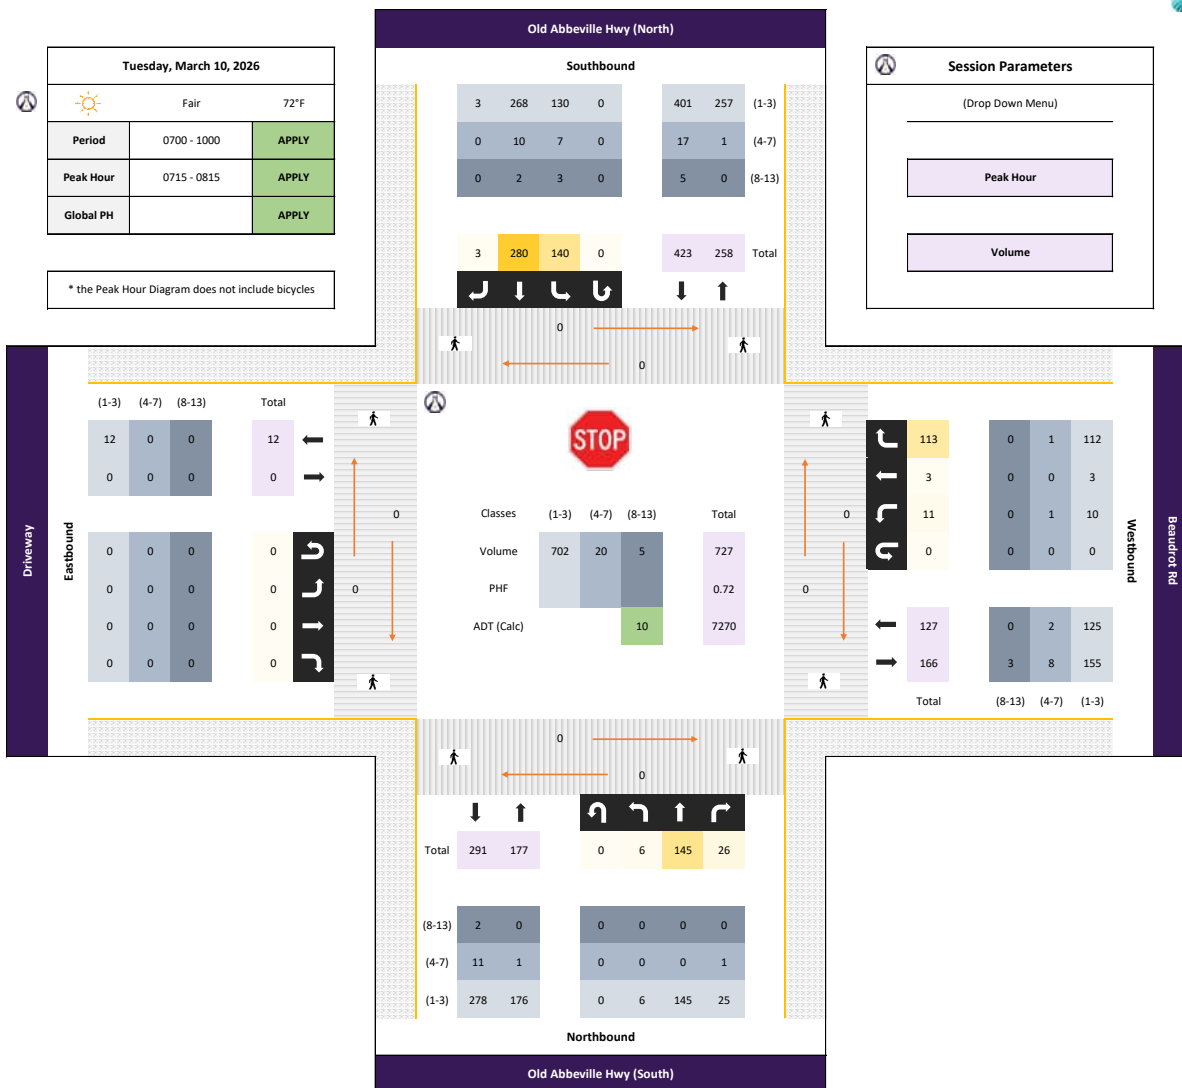 Old Abbeville Hwy (North)
Tuesday, March 10, 2026
Southbound
Session Parameters
Fair 72°F
(Drop Down Menu)
3 268 130 0 401 257 (1-3)
Period 0700 - 1000 APPLY
0 10 7 0 17 1 (4-7)
Peak Hour 0715 - 0815 APPLY
0 2 3 0 5 0 (8-13)
Peak Hour
Global PH APPLY
3 280 140 0 423 258 Total
Volume
* the Peak Hour Diagram does not include bicycles
0
0
Driveway
Eastbound
(1-3) (4-7) (8-13) Total
12 0 0 12
0 0 0 0
0 0 0 0
0 0 0 0
0 0 0 0
0 0 0 0
0
0
STOP
Classes (1-3) (4-7) (8-13) Total
Volume 702 20 5 727
PHF 0.72
ADT (Calc) 10 7270
0
0
113 0 1 112
3 0 0 3
11 0 1 10
0 0 0 0
127 0 2 125
166 3 8 155
Total (8-13) (4-7) (1-3)
Westbound
Beaudrot Rd
0
0
Total 291 177 0 6 145 26
(8-13) 2 0 0 0 0 0
(4-7) 11 1 0 0 0 1
(1-3) 278 176 0 6 145 25
Northbound
Old Abbeville Hwy (South)